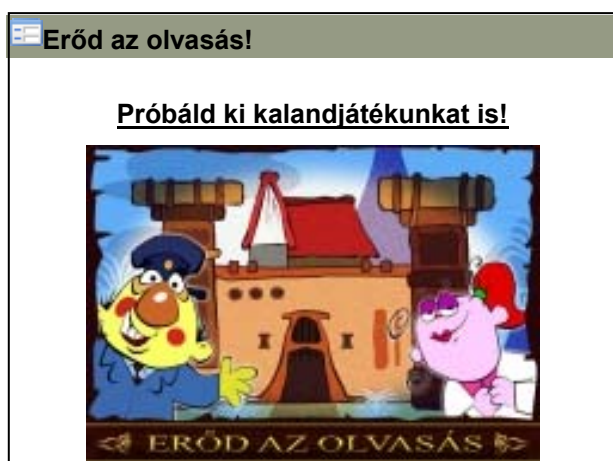 Erőd az olvasás!
Próbáld ki kalandjátékunkat is!
ERŐD AZ OLVASÁS